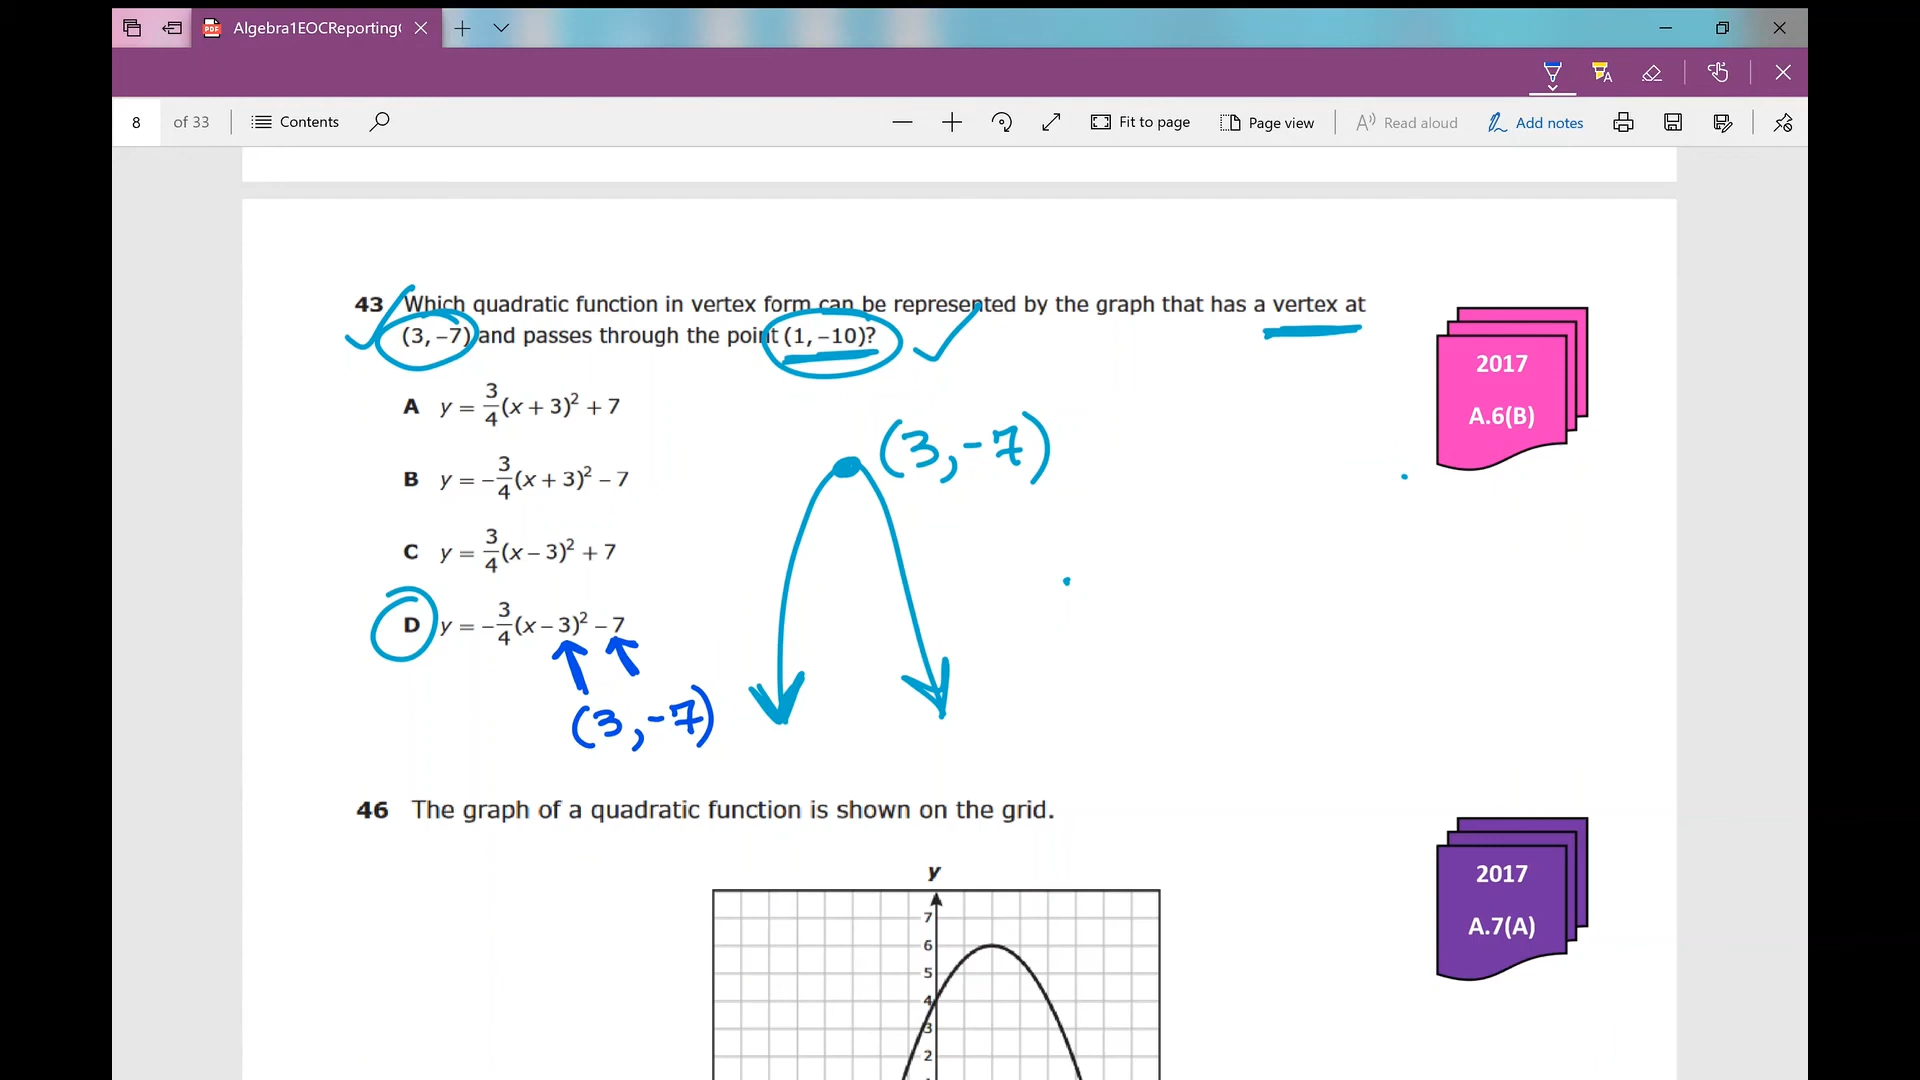 Algebra1EOCReporting(
8 of 33 Contents Fit to page Page view A Read aloud Add notes
43 Which quadratic function in vertex form can be represented by the graph that has a vertex at
(3, −7) and passes through the point (1, −10)?
2017
A.6(B)
A y = 3/4(x + 3)² + 7
(3, -7)
B y = −3/4(x + 3)² − 7
C y = 3/4(x − 3)² + 7
D y = −3/4(x − 3)² − 7
(3, -7)
46 The graph of a quadratic function is shown on the grid.
2017
A.7(A)
y
7
6
5
4
3
2